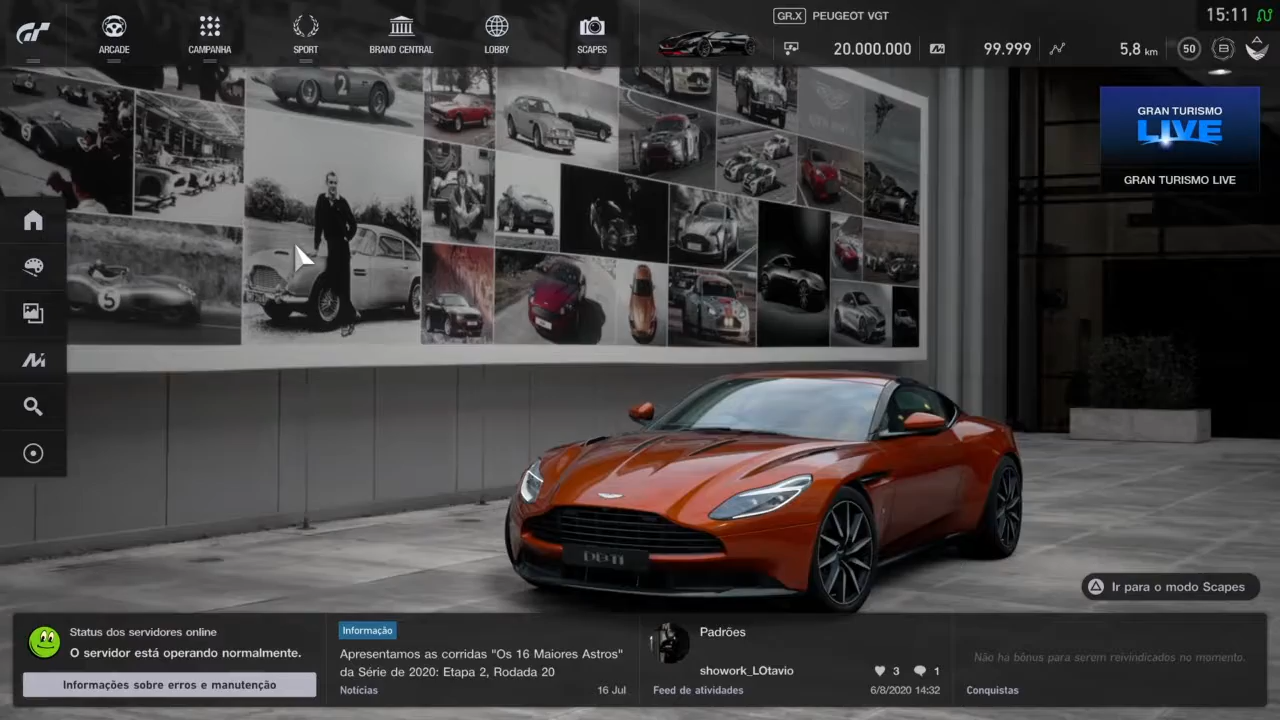 ARCADE
CAMPANHA
SPORT
BRAND CENTRAL
LOBBY
SCAPES
GR.X PEUGEOT VGT
20.000.000
99.999
5,8 km
50
B
15:11
GRAN TURISMO
LIVE
GRAN TURISMO LIVE
2
5
5
DB11
Ir para o modo Scapes
Status dos servidores online
O servidor está operando normalmente.
Informações sobre erros e manutenção
Informação
Apresentamos as corridas "Os 16 Maiores Astros"
da Série de 2020: Etapa 2, Rodada 20
Notícias
16 Jul
Padrões
showork_LOtavio
3
1
Feed de atividades
6/8/2020 14:32
Não há bônus para serem reivindicados no momento.
Conquistas